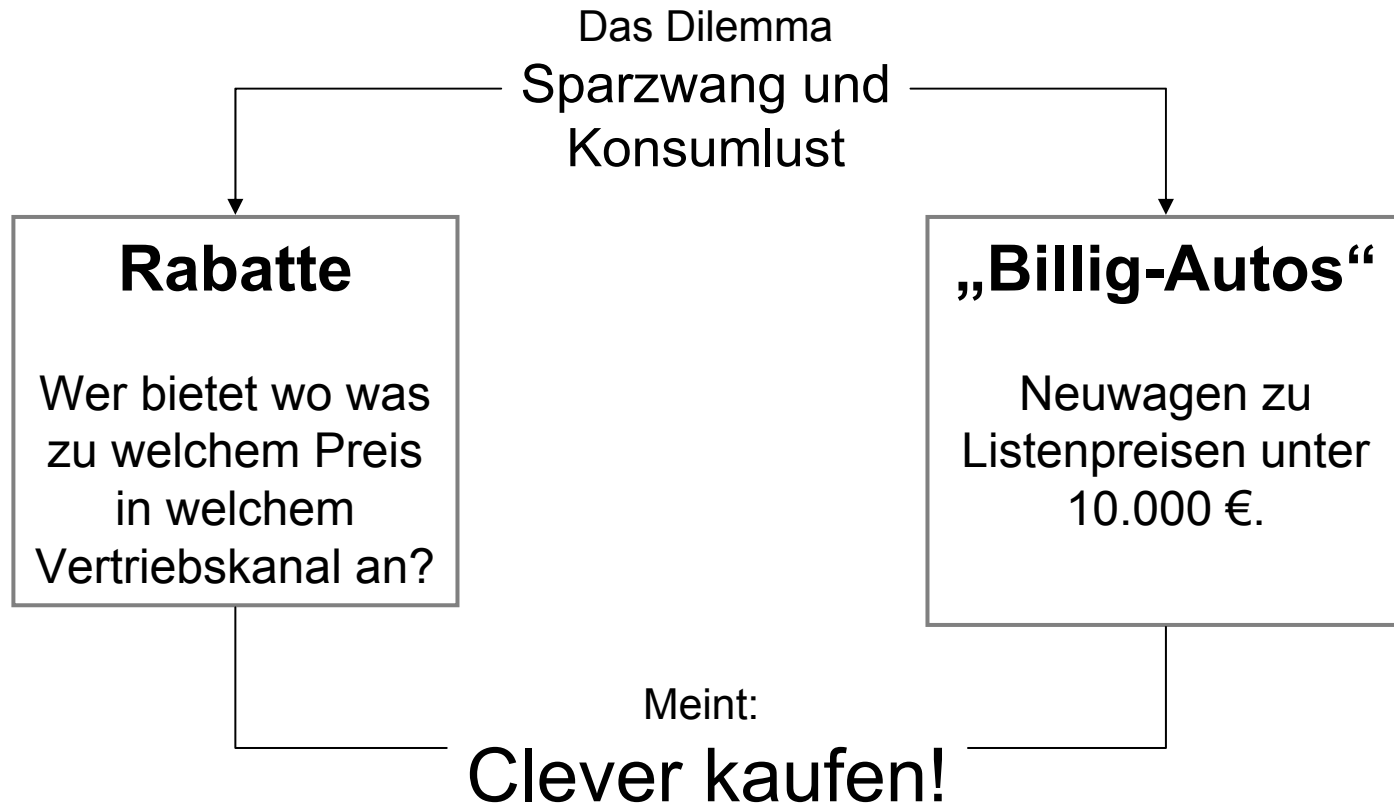 Das Dilemma
Sparzwang und
Konsumlust
Rabatte
Wer bietet wo was
zu welchem Preis
in welchem
Vertriebskanal an?
„Billig-Autos“
Neuwagen zu
Listenpreisen unter
10.000 €.
Meint:
Clever kaufen!